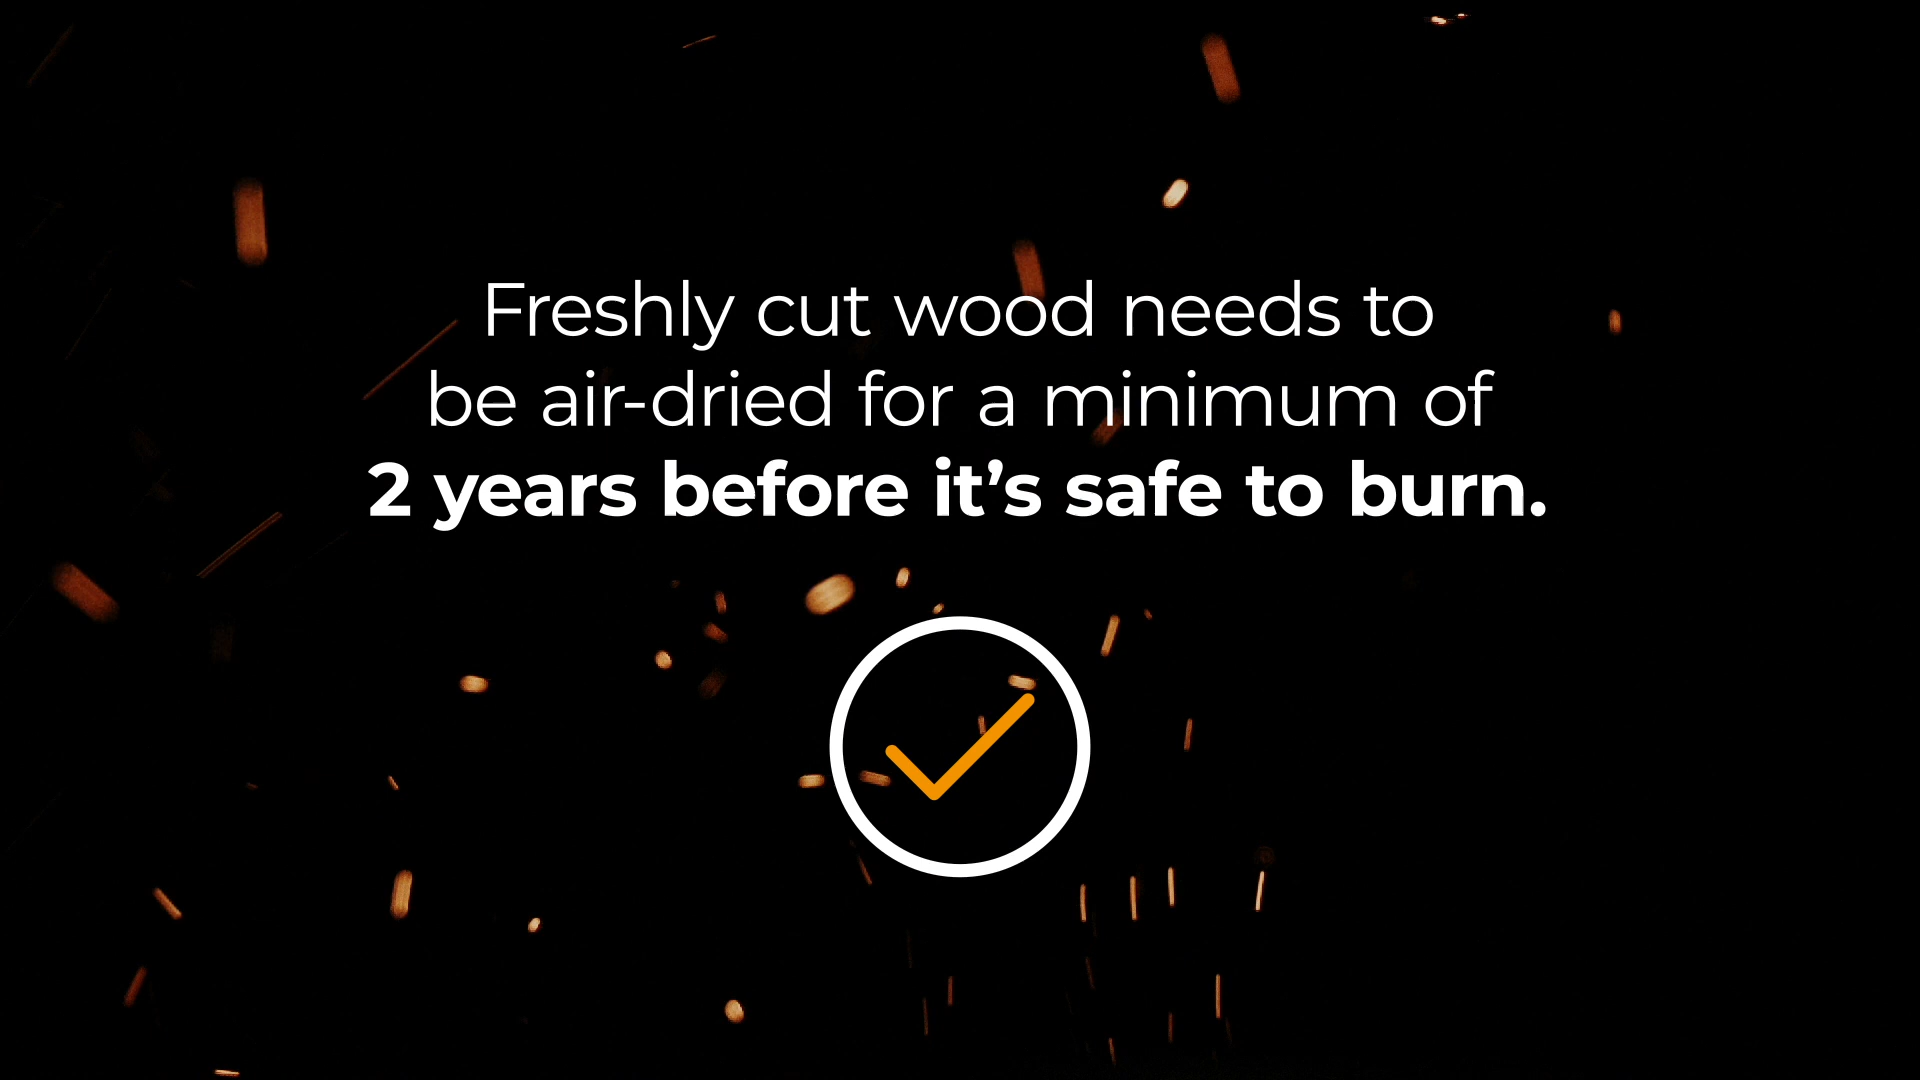 Freshly cut wood needs to
be air-dried for a minimum of
2 years before it’s safe to burn.